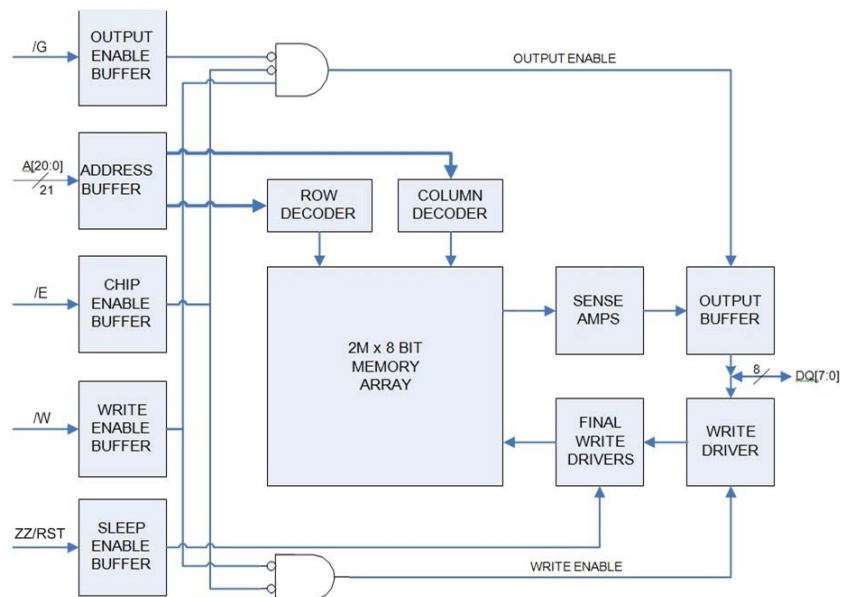 /G
OUTPUT
ENABLE
BUFFER
OUTPUT ENABLE
A[20:0]
21
ADDRESS
BUFFER
ROW
DECODER
COLUMN
DECODER
/E
CHIP
ENABLE
BUFFER
2M x 8 BIT
MEMORY
ARRAY
SENSE
AMPS
OUTPUT
BUFFER
8
DQ[7:0]
/W
WRITE
ENABLE
BUFFER
FINAL
WRITE
DRIVERS
WRITE
DRIVER
ZZ/RST
SLEEP
ENABLE
BUFFER
WRITE ENABLE